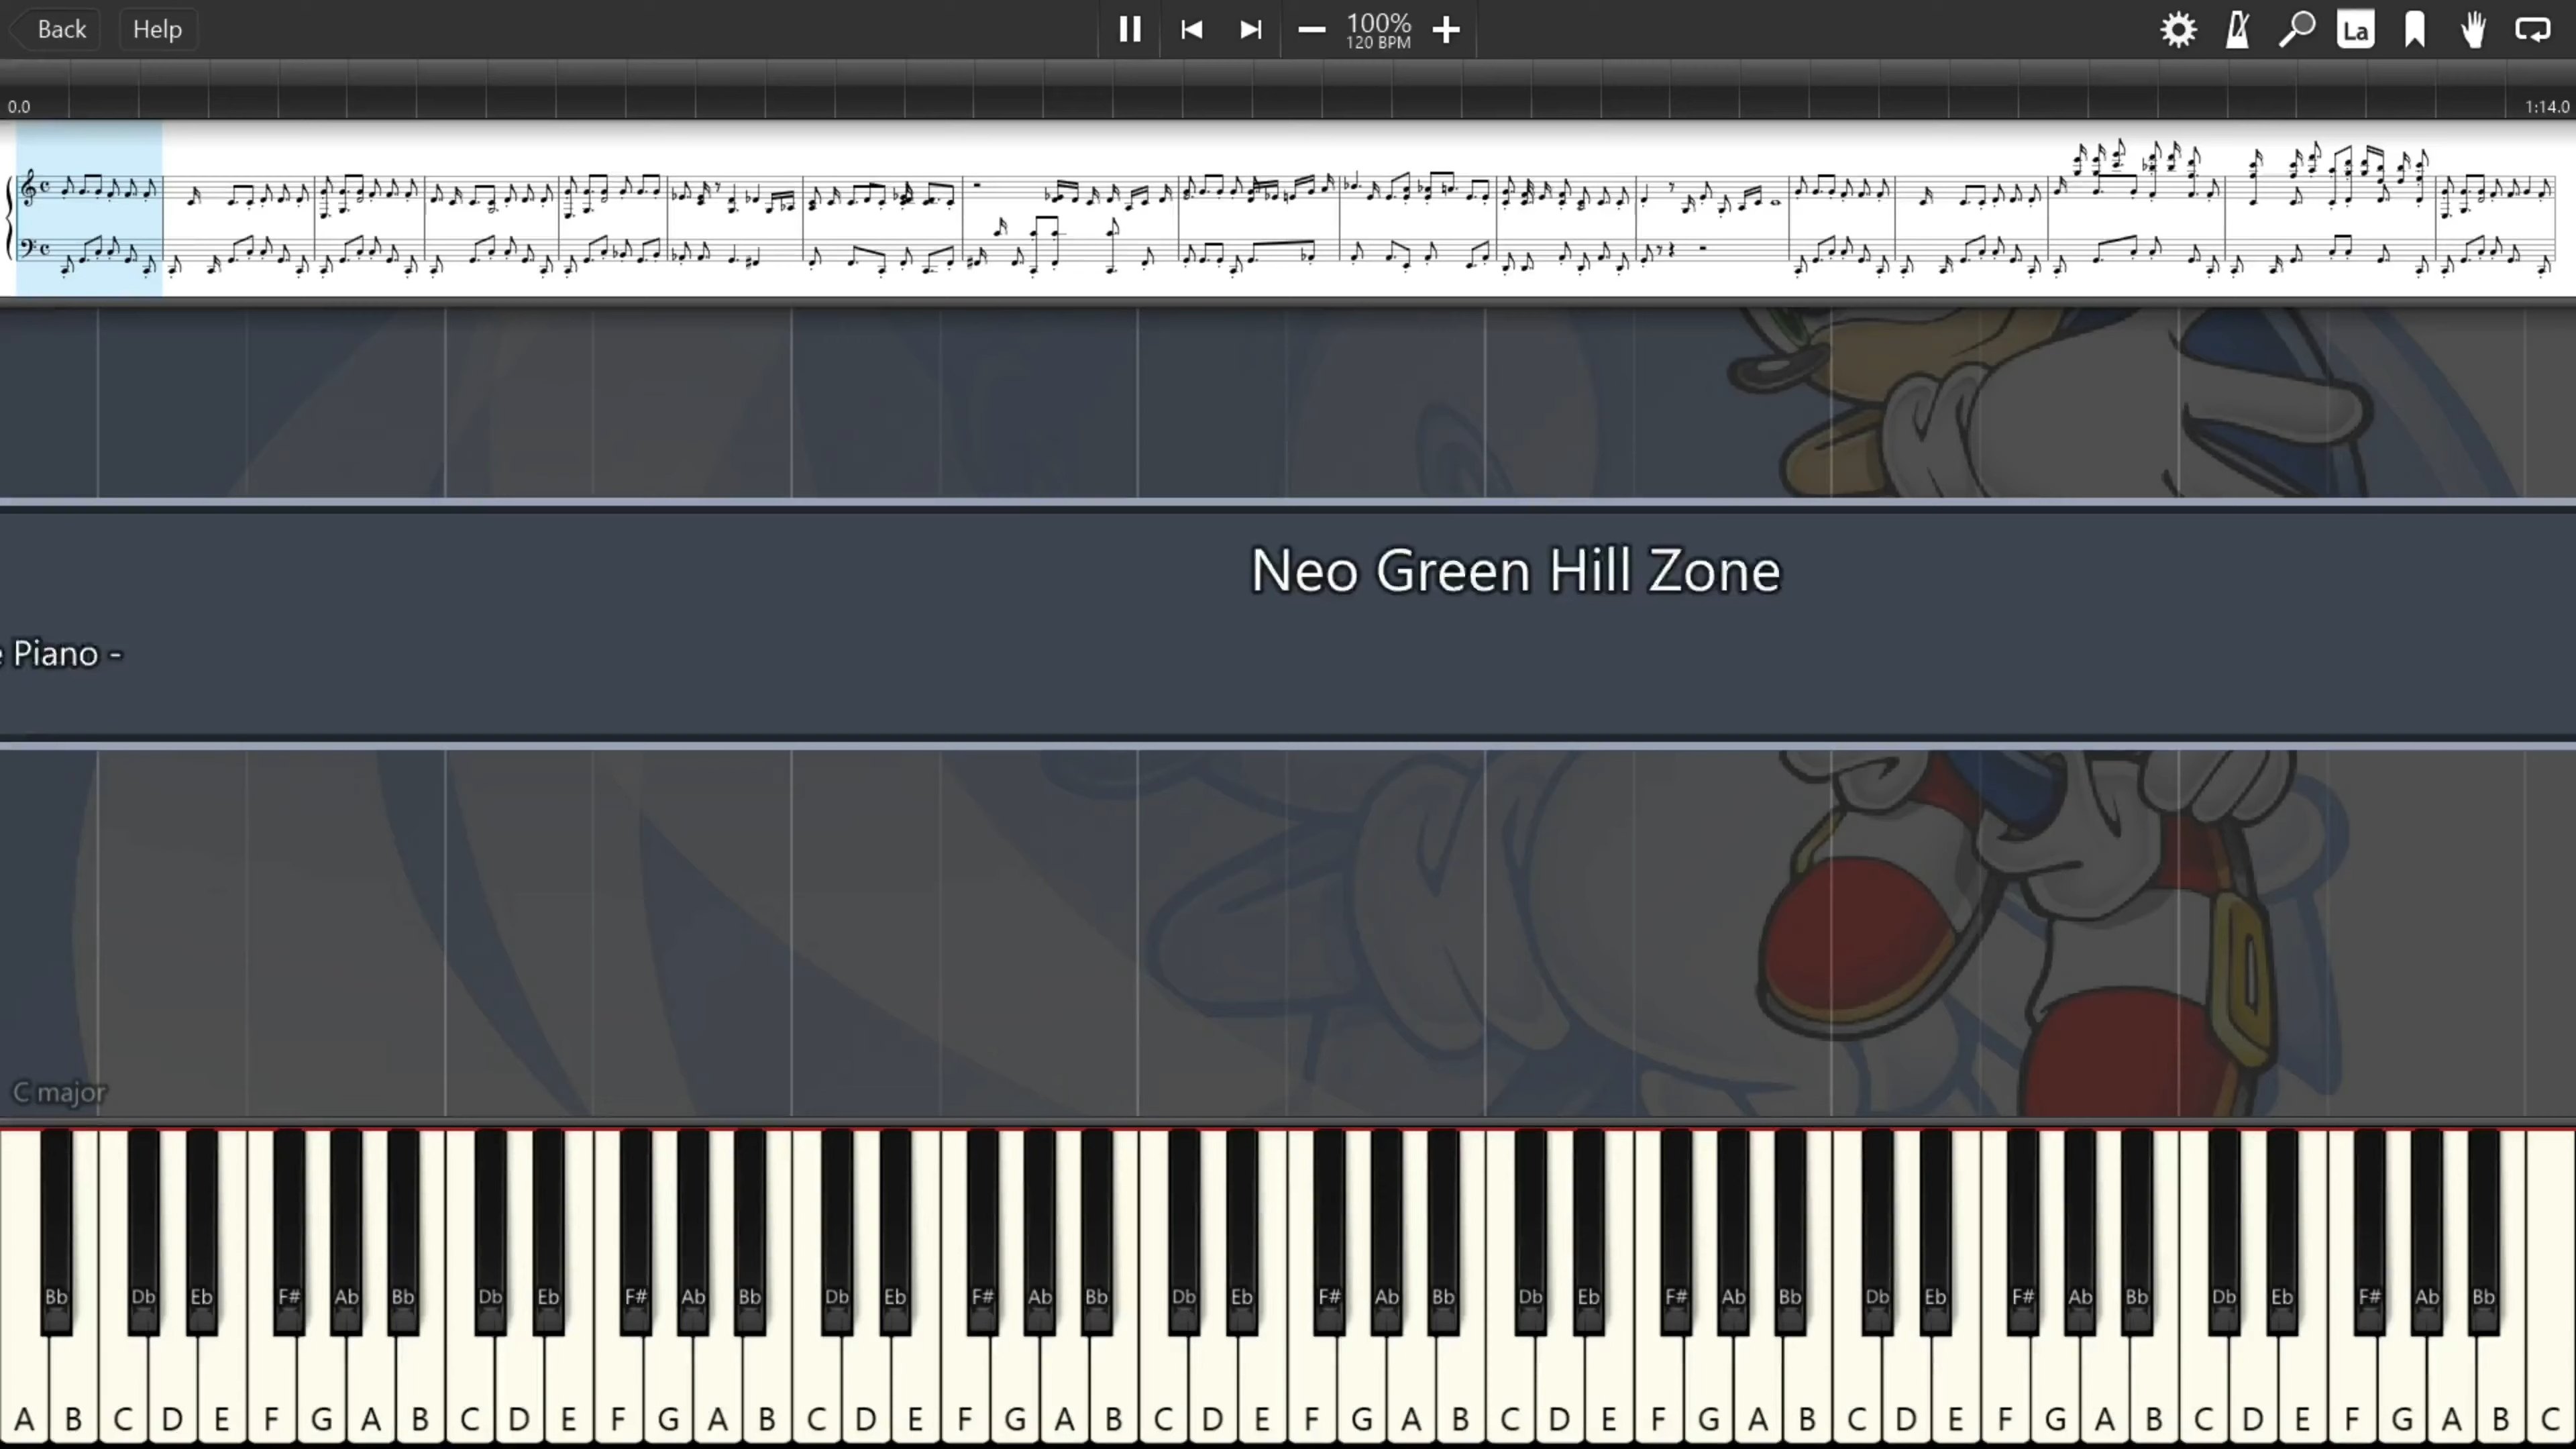 Back
Help
100%
120 BPM
La
0.0
1:14.0
Neo Green Hill Zone
Piano -
C major
Bb Db Eb F# Ab Bb Db Eb F# Ab Bb Db Eb F# Ab Bb Db Eb F# Ab Bb Db Eb F# Ab Bb Db Eb F# Ab Bb Db Eb F# Ab Bb
A B C D E F G A B C D E F G A B C D E F G A B C D E F G A B C D E F G A B C D E F G A B C D E F G A B C